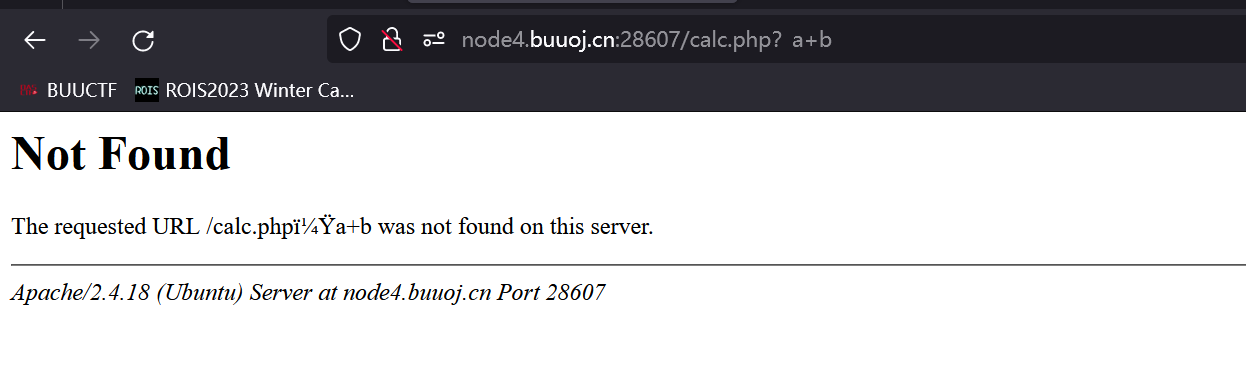 node4.buuoj.cn:28607/calc.php？a+b
BUUCTF ROIS ROIS2023 Winter Ca...
Not Found
The requested URL /calc.phpï¼Ÿa+b was not found on this server.
Apache/2.4.18 (Ubuntu) Server at node4.buuoj.cn Port 28607